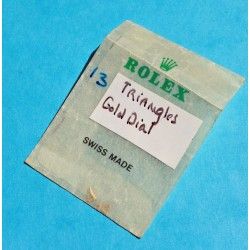 ROLEX
13
Triangles
Gold Dial
SWISS MADE